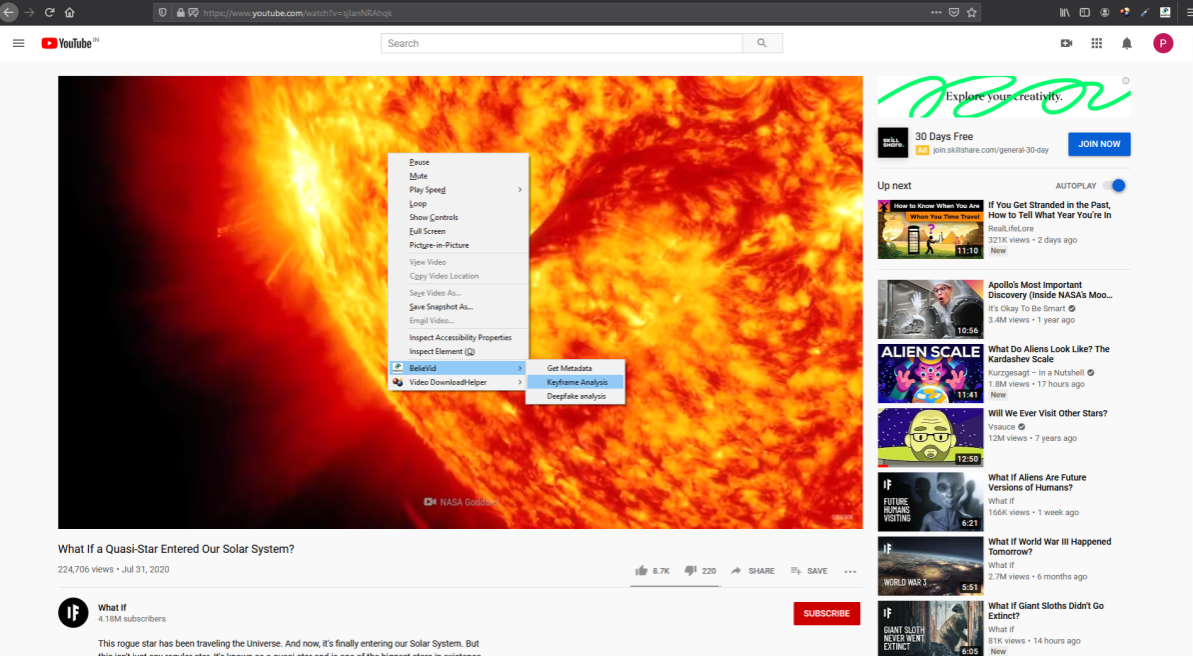 https://www.youtube.com/watch?v=sjIanNRAhqk
YouTube IN
Search
P
Pause
Mute
Play Speed
Loop
Show Controls
Full Screen
Picture-in-Picture
View Video
Copy Video Location
Save Video As...
Save Snapshot As...
Email Video...
Inspect Accessibility Properties
Inspect Element (Q)
BelieVid
Video DownloadHelper
Get Metadata
Keyframe Analysis
Deepfake analysis
NASA Goddard
What If a Quasi-Star Entered Our Solar System?
224,706 views • Jul 31, 2020
8.7K 220 SHARE SAVE
IF
What If
4.18M subscribers
SUBSCRIBE
This rogue star has been traveling the Universe. And now, it's finally entering our Solar System. But
this isn't just any regular star. It's known as a quasi-star and is one of the biggest stars in existence
Explore your creativity.
SKILL
SHARE.
30 Days Free
Ad join.skillshare.com/general-30-day
JOIN NOW
Up next
AUTOPLAY
How to Know When You Are
When You Time Travel
?
11:10
If You Get Stranded in the Past,
How to Tell What Year You're In
RealLifeLore
321K views • 2 days ago
New
10:56
Apollo's Most Important
Discovery (Inside NASA's Moo...
It's Okay To Be Smart
3.4M views • 1 year ago
ALIEN SCALE
11:41
What Do Aliens Look Like? The
Kardashev Scale
Kurzgesagt – In a Nutshell
1.8M views • 17 hours ago
New
12:50
Will We Ever Visit Other Stars?
Vsauce
12M views • 7 years ago
IF
FUTURE
HUMANS
VISITING
6:21
What If Aliens Are Future
Versions of Humans?
What If
166K views • 1 week ago
IF
WORLD WAR 3
5:51
What If World War III Happened
Tomorrow?
What If
2.7M views • 6 months ago
IF
GIANT SLOTH
NEVER WENT
EXTINCT
6:05
What If Giant Sloths Didn't Go
Extinct?
What If
81K views • 14 hours ago
New